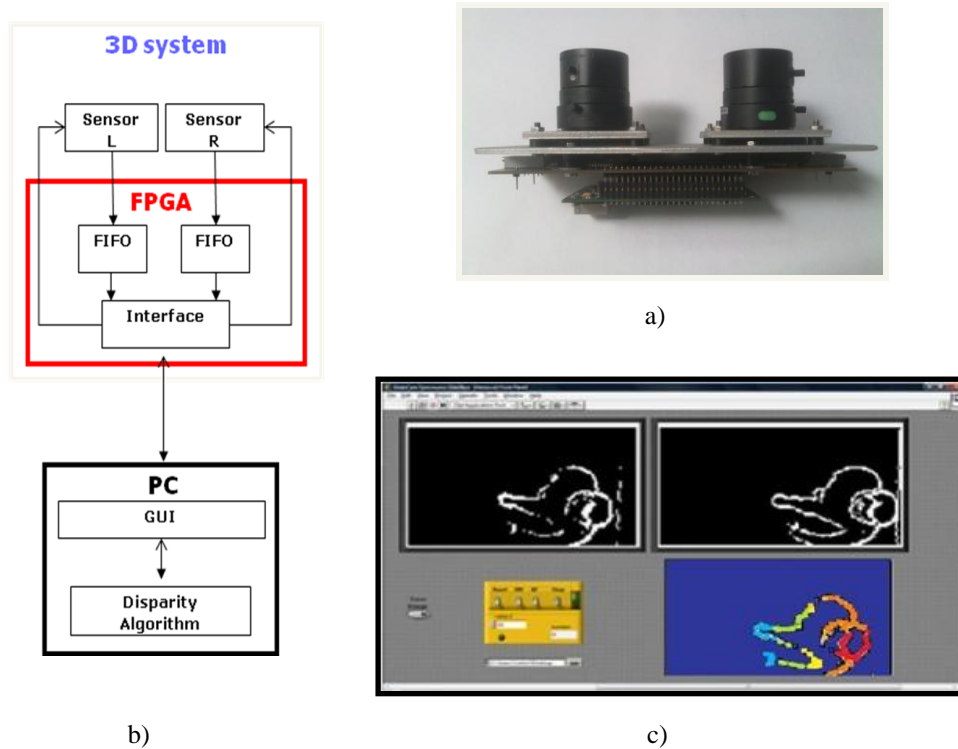 3D system
Sensor
L
Sensor
R
FPGA
FIFO
FIFO
Interface
PC
GUI
Disparity
Algorithm
a)
b)
c)